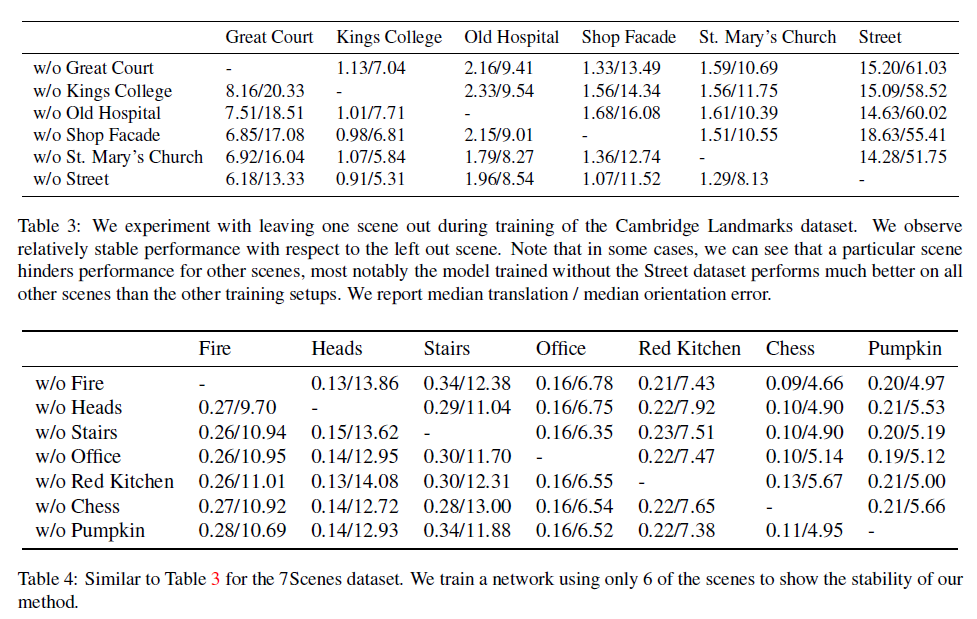 Great Court Kings College Old Hospital Shop Facade St. Mary's Church Street
w/o Great Court - 1.13/7.04 2.16/9.41 1.33/13.49 1.59/10.69 15.20/61.03
w/o Kings College 8.16/20.33 - 2.33/9.54 1.56/14.34 1.56/11.75 15.09/58.52
w/o Old Hospital 7.51/18.51 1.01/7.71 - 1.68/16.08 1.61/10.39 14.63/60.02
w/o Shop Facade 6.85/17.08 0.98/6.81 2.15/9.01 - 1.51/10.55 18.63/55.41
w/o St. Mary's Church 6.92/16.04 1.07/5.84 1.79/8.27 1.36/12.74 - 14.28/51.75
w/o Street 6.18/13.33 0.91/5.31 1.96/8.54 1.07/11.52 1.29/8.13 -
Table 3: We experiment with leaving one scene out during training of the Cambridge Landmarks dataset. We observe
relatively stable performance with respect to the left out scene. Note that in some cases, we can see that a particular scene
hinders performance for other scenes, most notably the model trained without the Street dataset performs much better on all
other scenes than the other training setups. We report median translation / median orientation error.
Fire Heads Stairs Office Red Kitchen Chess Pumpkin
w/o Fire - 0.13/13.86 0.34/12.38 0.16/6.78 0.21/7.43 0.09/4.66 0.20/4.97
w/o Heads 0.27/9.70 - 0.29/11.04 0.16/6.75 0.22/7.92 0.10/4.90 0.21/5.53
w/o Stairs 0.26/10.94 0.15/13.62 - 0.16/6.35 0.23/7.51 0.10/4.90 0.20/5.19
w/o Office 0.26/10.95 0.14/12.95 0.30/11.70 - 0.22/7.47 0.10/5.14 0.19/5.12
w/o Red Kitchen 0.26/11.01 0.13/14.08 0.30/12.31 0.16/6.55 - 0.13/5.67 0.21/5.00
w/o Chess 0.27/10.92 0.14/12.72 0.28/13.00 0.16/6.54 0.22/7.65 - 0.21/5.66
w/o Pumpkin 0.28/10.69 0.14/12.93 0.34/11.88 0.16/6.52 0.22/7.38 0.11/4.95 -
Table 4: Similar to Table 3 for the 7Scenes dataset. We train a network using only 6 of the scenes to show the stability of our
method.